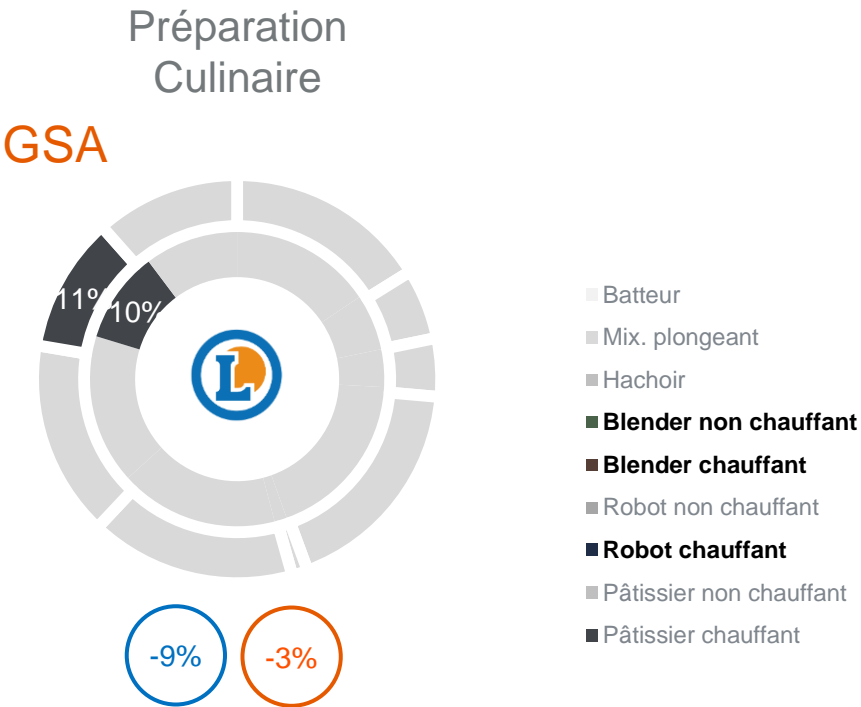 Préparation
Culinaire
GSA
11%
10%
L
-9%
-3%
Batteur
Mix. plongeant
Hachoir
Blender non chauffant
Blender chauffant
Robot non chauffant
Robot chauffant
Pâtissier non chauffant
Pâtissier chauffant